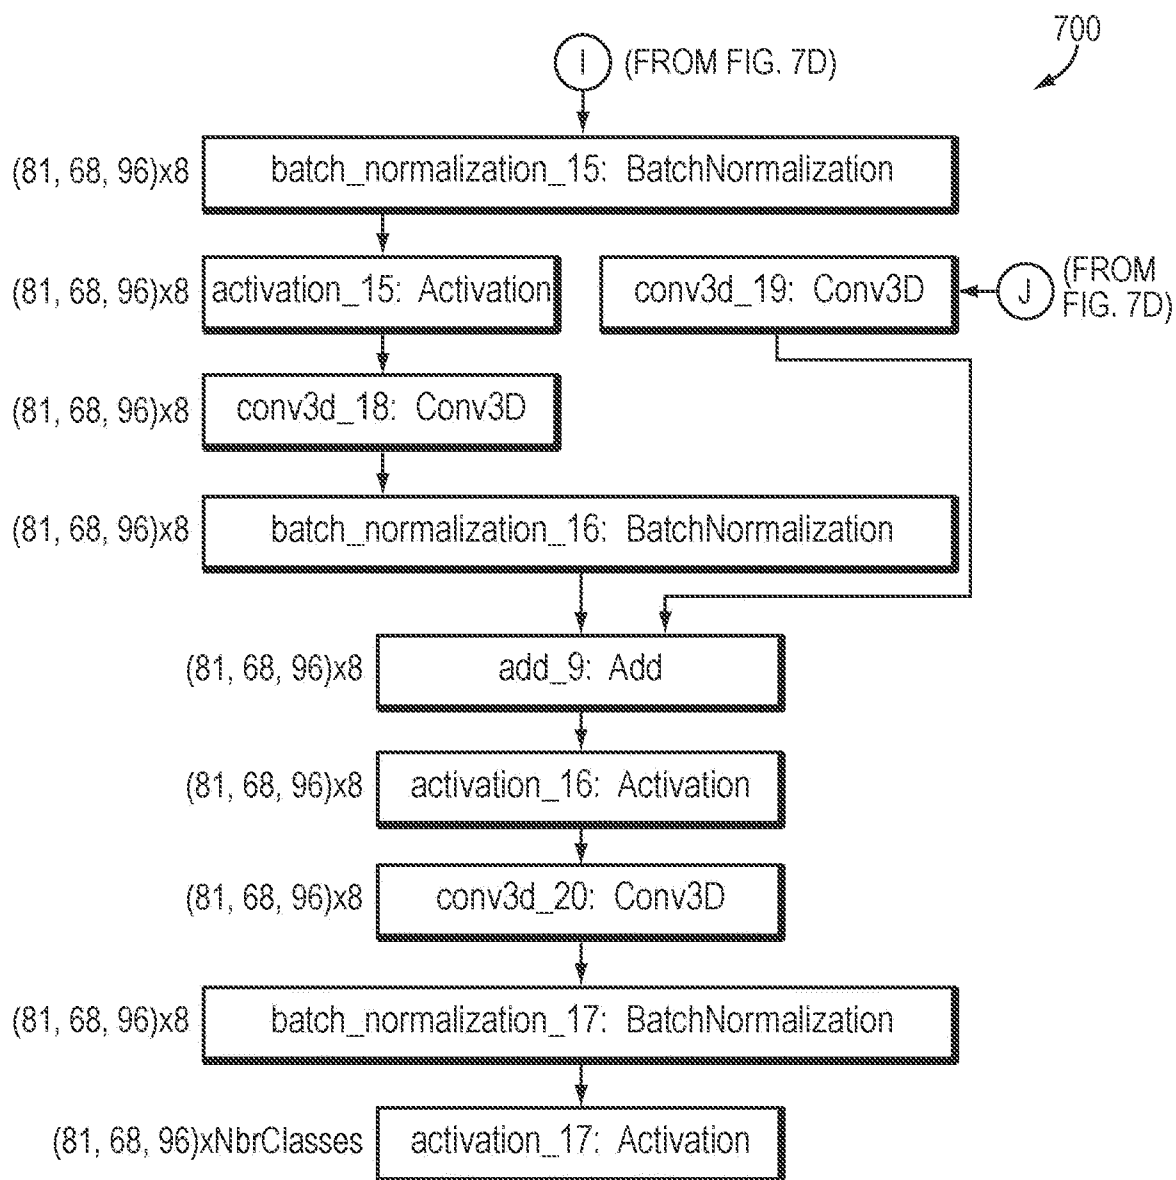 700
I (FROM FIG. 7D)
(81, 68, 96)x8 batch_normalization_15: BatchNormalization
(81, 68, 96)x8 activation_15: Activation conv3d_19: Conv3D J (FROM
FIG. 7D)
(81, 68, 96)x8 conv3d_18: Conv3D
(81, 68, 96)x8 batch_normalization_16: BatchNormalization
(81, 68, 96)x8 add_9: Add
(81, 68, 96)x8 activation_16: Activation
(81, 68, 96)x8 conv3d_20: Conv3D
(81, 68, 96)x8 batch_normalization_17: BatchNormalization
(81, 68, 96)xNbrClasses activation_17: Activation